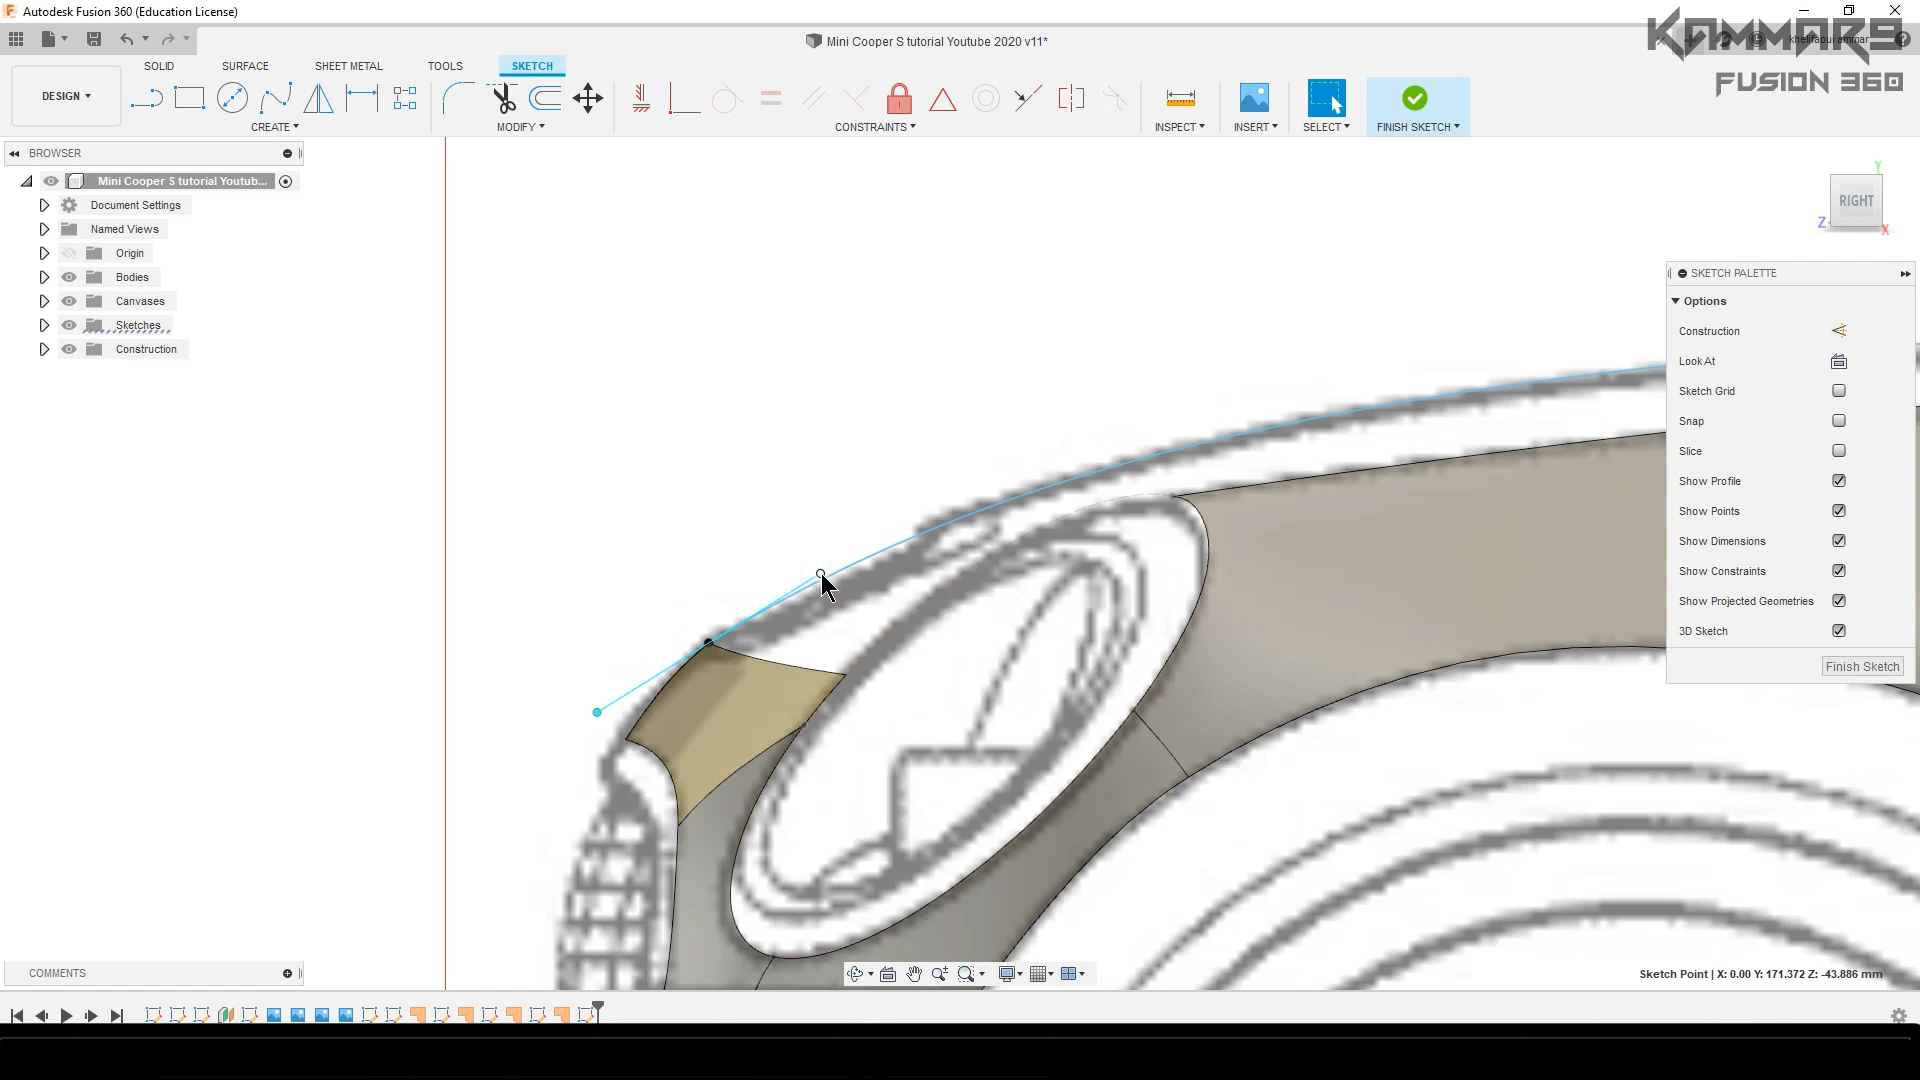 Autodesk Fusion 360 (Education License)
Mini Cooper S tutorial Youtube 2020 v11*
khelifaoui ammar
KAMMAR9
FUSION 360
SOLID
SURFACE
SHEET METAL
TOOLS
SKETCH
DESIGN
CREATE
MODIFY
CONSTRAINTS
INSPECT
INSERT
SELECT
FINISH SKETCH
BROWSER
Mini Cooper S tutorial Youtub...
Document Settings
Named Views
Origin
Bodies
Canvases
Sketches
Construction
Y
RIGHT
Z
X
SKETCH PALETTE
Options
Construction
Look At
Sketch Grid
Snap
Slice
Show Profile
Show Points
Show Dimensions
Show Constraints
Show Projected Geometries
3D Sketch
Finish Sketch
COMMENTS
Sketch Point | X: 0.00 Y: 171.372 Z: -43.886 mm